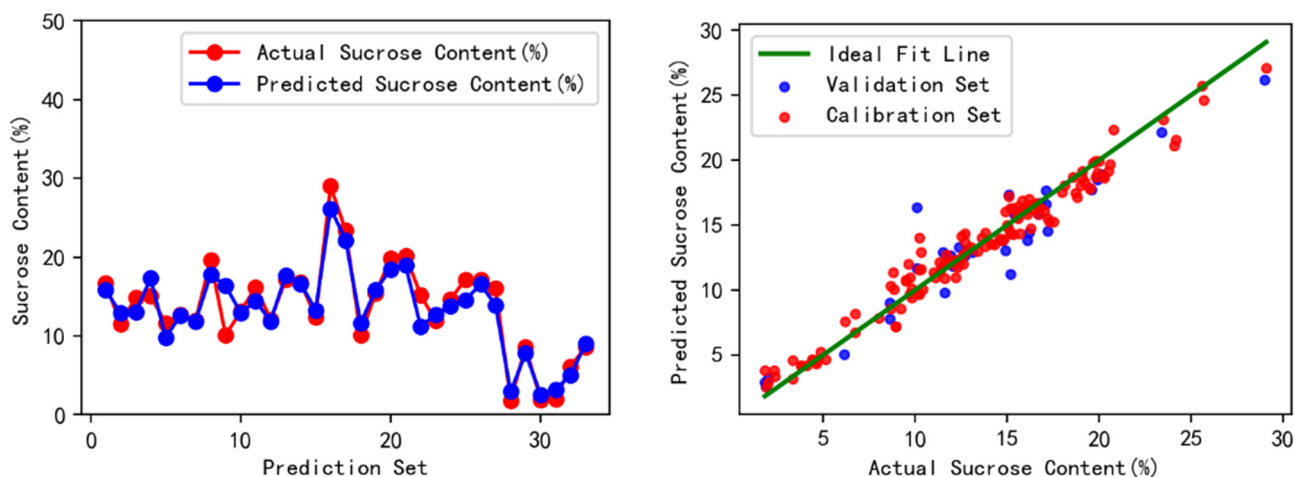 50
40
30
20
10
0
Sucrose Content(%)
Actual Sucrose Content(%)
Predicted Sucrose Content(%)
0 10 20 30
Prediction Set
30
25
20
15
10
5
Predicted Sucrose Content(%)
Ideal Fit Line
Validation Set
Calibration Set
5 10 15 20 25 30
Actual Sucrose Content(%)